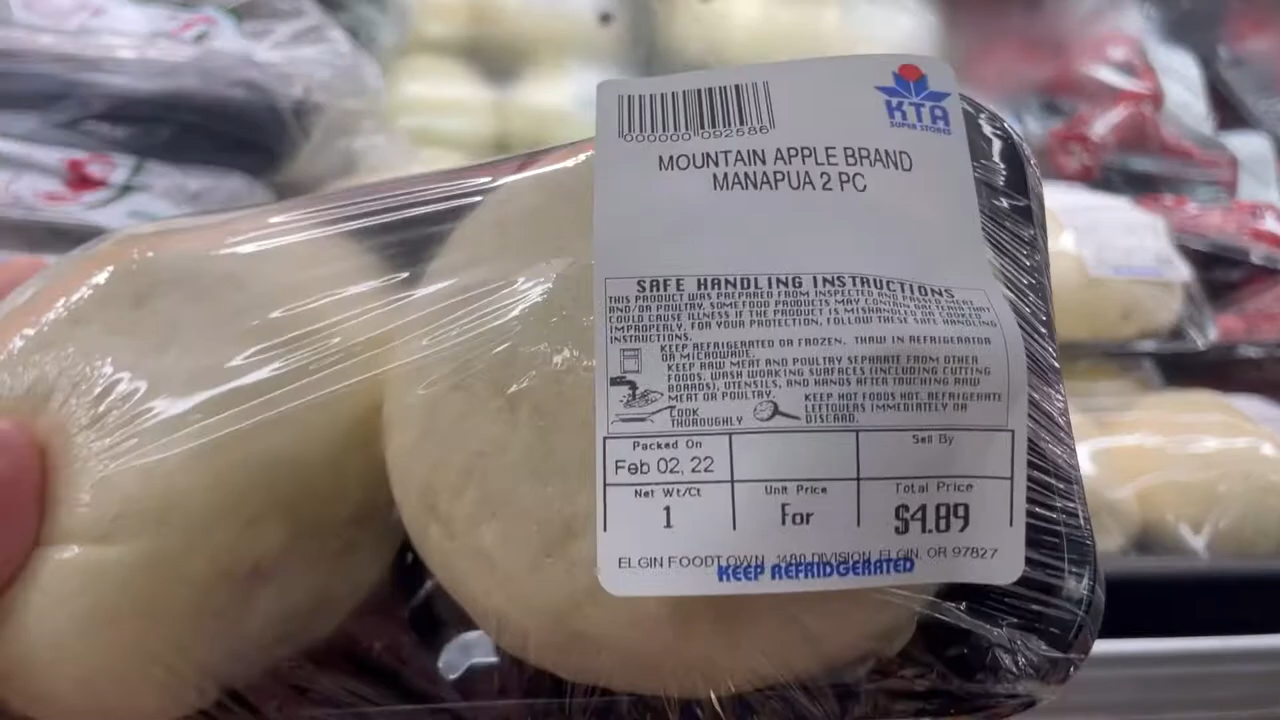 000000 092586
KTA
SUPER STORES
MOUNTAIN APPLE BRAND
MANAPUA 2 PC
SAFE HANDLING INSTRUCTIONS
THIS PRODUCT WAS PREPARED FROM INSPECTED AND PASSED MEAT
AND/OR POULTRY. SOME FOOD PRODUCTS MAY CONTAIN BACTERIA THAT
COULD CAUSE ILLNESS IF THE PRODUCT IS MISHANDLED OR COOKED
IMPROPERLY. FOR YOUR PROTECTION, FOLLOW THESE SAFE HANDLING
INSTRUCTIONS.
KEEP REFRIGERATED OR FROZEN. THAW IN REFRIGERATOR
OR MICROWAVE.
KEEP RAW MEAT AND POULTRY SEPARATE FROM OTHER
FOODS. WASH WORKING SURFACES (INCLUDING CUTTING
BOARDS), UTENSILS, AND HANDS AFTER TOUCHING RAW
MEAT OR POULTRY.
COOK
THOROUGHLY
KEEP HOT FOODS HOT. REFRIGERATE
LEFTOVERS IMMEDIATELY OR
DISCARD.
Packed On
Feb 02, 22
Sell By
Net Wt/Ct
1
Unit Price
For
Total Price
$4.89
ELGIN FOODTOWN 1480 DIVISION ELGIN, OR 97827
KEEP REFRIDGERATED